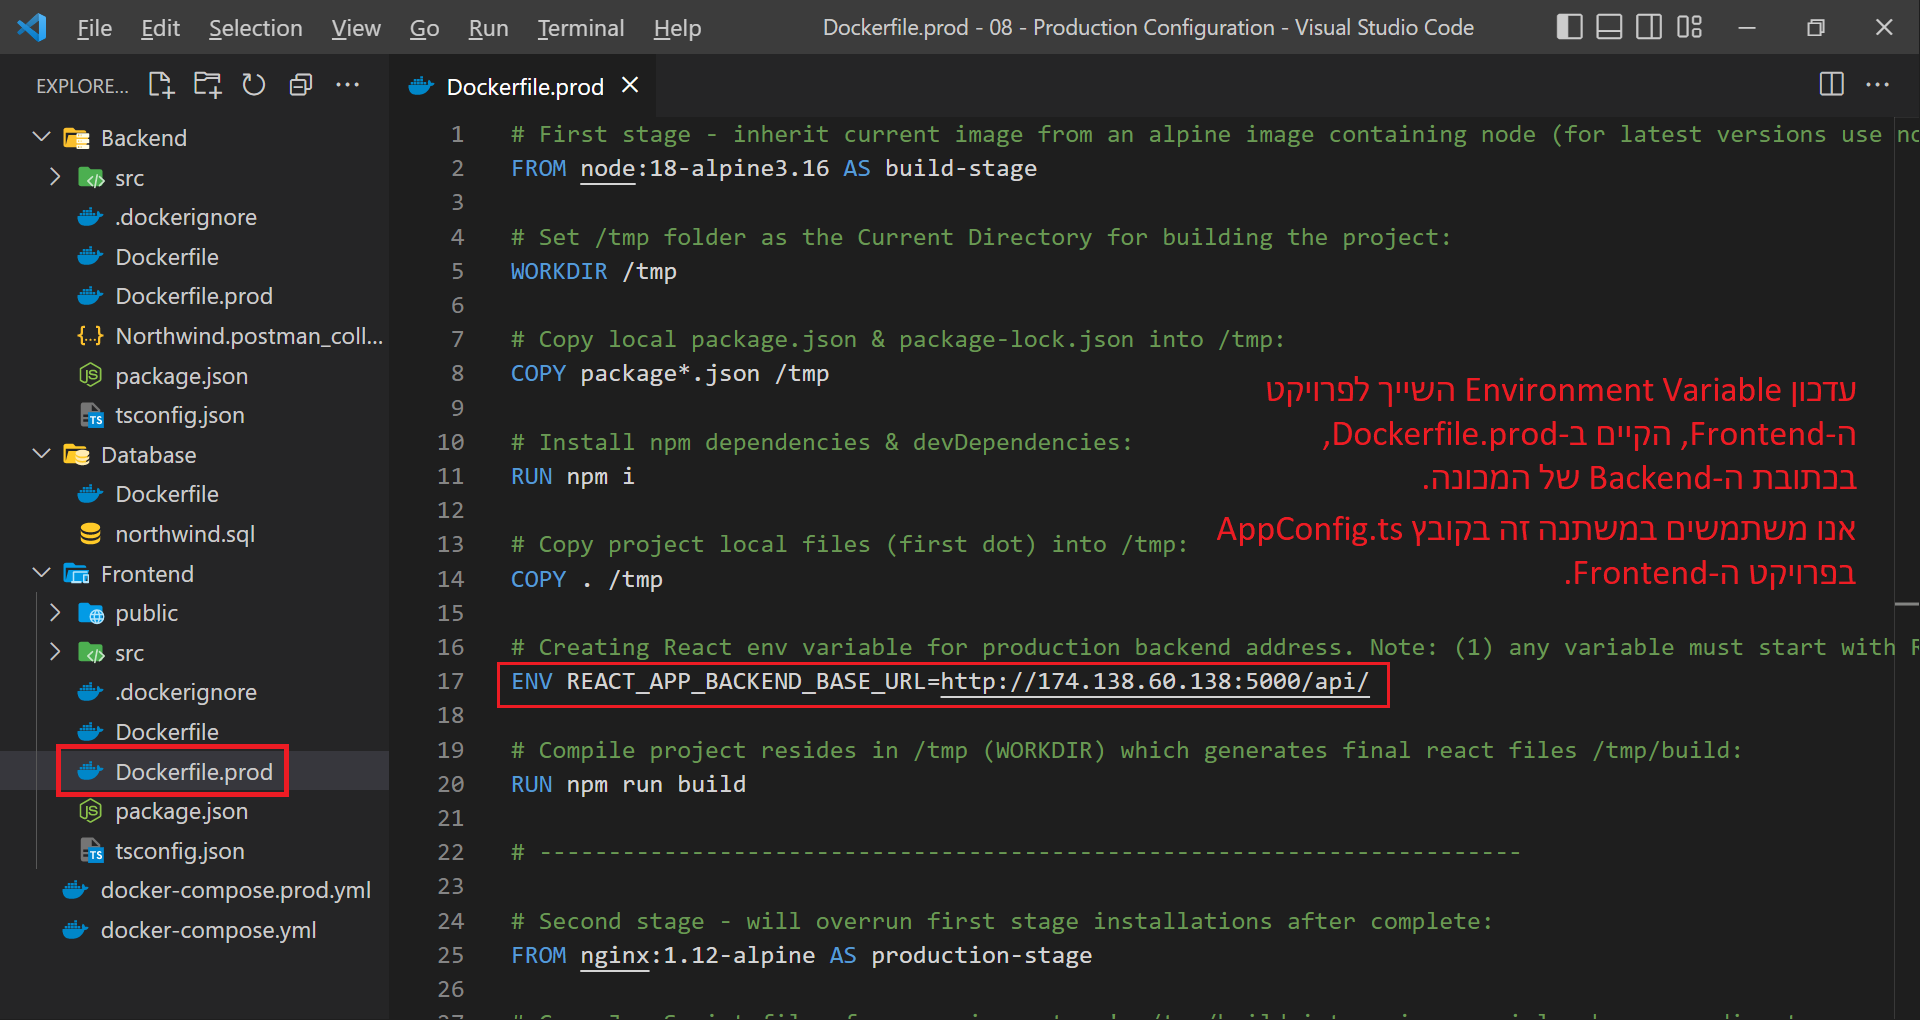 File Edit Selection View Go Run Terminal Help
Dockerfile.prod - 08 - Production Configuration - Visual Studio Code
EXPLORE...
Backend
src
.dockerignore
Dockerfile
Dockerfile.prod
Northwind.postman_coll...
package.json
tsconfig.json
Database
Dockerfile
northwind.sql
Frontend
public
src
.dockerignore
Dockerfile
Dockerfile.prod
package.json
tsconfig.json
docker-compose.prod.yml
docker-compose.yml
Dockerfile.prod
1 # First stage - inherit current image from an alpine image containing node (for latest versions use
2 FROM node:18-alpine3.16 AS build-stage
3
4 # Set /tmp folder as the Current Directory for building the project:
5 WORKDIR /tmp
6
7 # Copy local package.json & package-lock.json into /tmp:
8 COPY package*.json /tmp
9
10 # Install npm dependencies & devDependencies:
11 RUN npm i
12
13 # Copy project local files (first dot) into /tmp:
14 COPY . /tmp
15
16 # Creating React env variable for production backend address. Note: (1) any variable must start with
17 ENV REACT_APP_BACKEND_BASE_URL=http://174.138.60.138:5000/api/
18
19 # Compile project resides in /tmp (WORKDIR) which generates final react files /tmp/build:
20 RUN npm run build
21
22 # -----------------------------------------------------------------------
23
24 # Second stage - will overrun first stage installations after complete:
25 FROM nginx:1.12-alpine AS production-stage
26
עדכון Environment Variable השייך לפרויקט
ה-Frontend, הקיים ב-Dockerfile.prod,
בכתובת ה-Backend של המכונה.
אנו משתמשים במשתנה זה בקובץ AppConfig.ts
בפרויקט ה-Frontend.